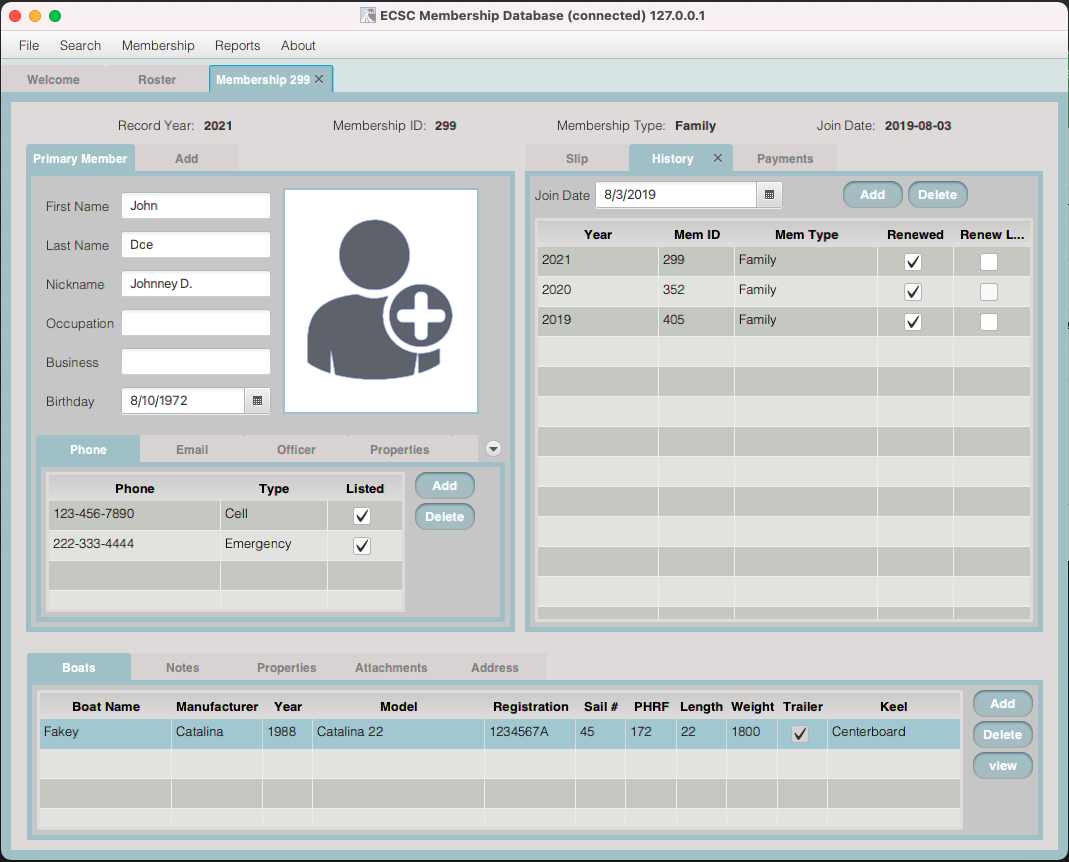 ECSC Membership Database (connected) 127.0.0.1
File Search Membership Reports About
Welcome Roster Membership 299 ×
Record Year: 2021 Membership ID: 299 Membership Type: Family Join Date: 2019-08-03
Primary Member Add
First Name John
Last Name Doe
Nickname Johnney D.
Occupation
Business
Birthday 8/10/1972
Phone Email Officer Properties
Phone Type Listed
123-456-7890 Cell
222-333-4444 Emergency
Add
Delete
Slip History × Payments
Join Date 8/3/2019 Add Delete
Year Mem ID Mem Type Renewed Renew L...
2021 299 Family
2020 352 Family
2019 405 Family
Boats Notes Properties Attachments Address
Boat Name Manufacturer Year Model Registration Sail # PHRF Length Weight Trailer Keel
Fakey Catalina 1988 Catalina 22 1234567A 45 172 22 1800 Centerboard
Add
Delete
view